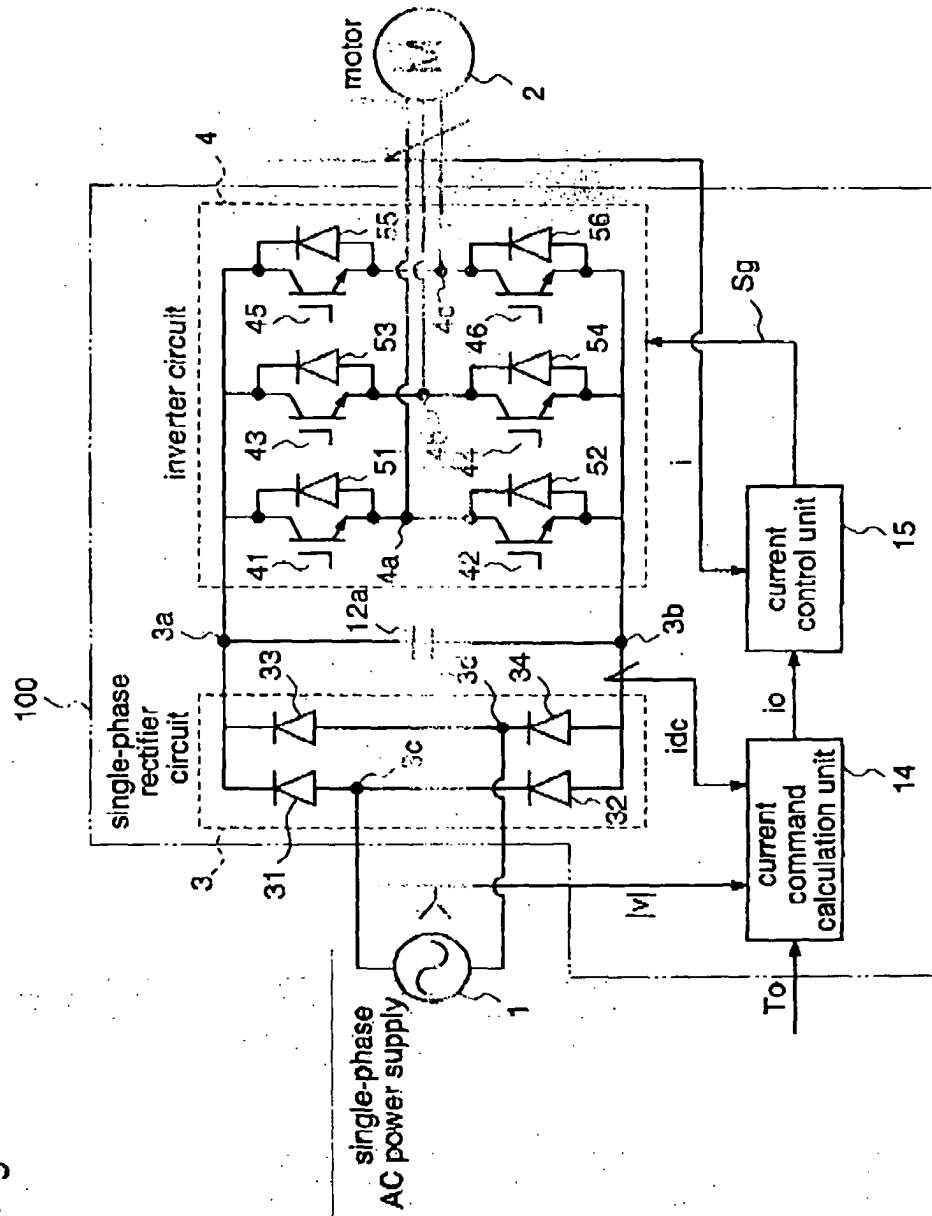 100
single-phase
rectifier
circuit
3
31
33
3a
12a
inverter circuit
4
41
51
43
53
45
55
motor
M
2
single-phase
AC power supply
1
3c
3d
34
32
3b
4a
4b
4c
42
52
44
54
46
56
|v|
idc
i
Sg
To
current
command
calculation unit
14
io
current
control unit
15